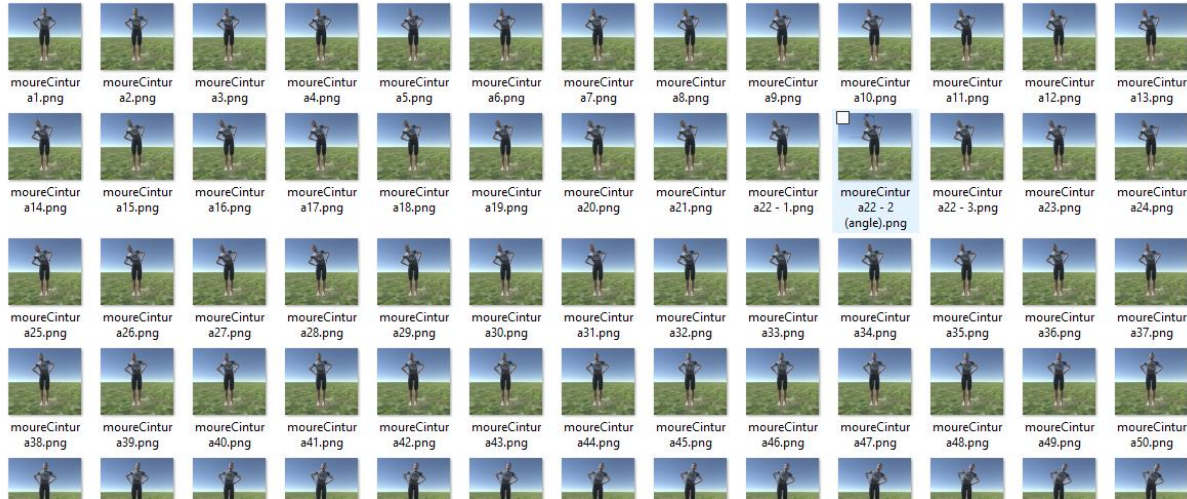 moureCintur moureCintur moureCintur moureCintur moureCintur moureCintur moureCintur moureCintur moureCintur moureCintur moureCintur moureCintur moureCintur
a1.png a2.png a3.png a4.png a5.png a6.png a7.png a8.png a9.png a10.png a11.png a12.png a13.png
moureCintur moureCintur moureCintur moureCintur moureCintur moureCintur moureCintur moureCintur moureCintur moureCintur moureCintur moureCintur moureCintur
a14.png a15.png a16.png a17.png a18.png a19.png a20.png a21.png a22 - 1.png a22 - 2 a22 - 3.png a23.png a24.png
(angle).png
moureCintur moureCintur moureCintur moureCintur moureCintur moureCintur moureCintur moureCintur moureCintur moureCintur moureCintur moureCintur moureCintur
a25.png a26.png a27.png a28.png a29.png a30.png a31.png a32.png a33.png a34.png a35.png a36.png a37.png
moureCintur moureCintur moureCintur moureCintur moureCintur moureCintur moureCintur moureCintur moureCintur moureCintur moureCintur moureCintur moureCintur
a38.png a39.png a40.png a41.png a42.png a43.png a44.png a45.png a46.png a47.png a48.png a49.png a50.png